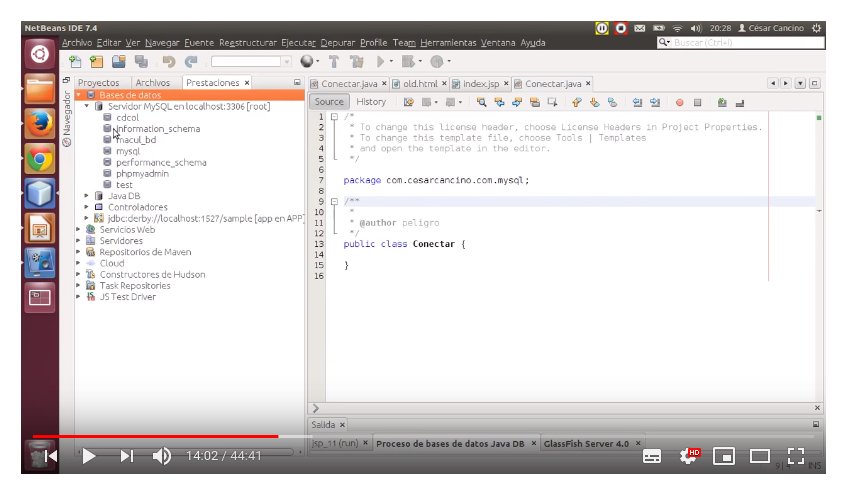 NetBeans IDE 7.4
20:28 César Cancino
Archivo Editar Ver Navegar Fuente Reestructurar Ejecutar Depurar Profile Team Herramientas Ventana Ayuda
Buscar (Ctrl+I)
Proyectos Archivos Prestaciones ×
Conectar.java × old.html × index.jsp × Conectar.java ×
Navegador
Source History
Bases de datos
Servidor MySQL en localhost:3306 [root]
cdcol
information_schema
macul_bd
mysql
performance_schema
phpmyadmin
test
Java DB
Controladores
jdbc:derby://localhost:1527/sample [app en APP]
Servicios Web
Servidores
Repositorios de Maven
Cloud
Constructores de Hudson
Task Repositories
JS Test Driver
1 /*
2 * To change this license header, choose License Headers in Project Properties.
3 * To change this template file, choose Tools | Templates
4 * and open the template in the editor.
5 */
6
7 package com.cesarcancino.com.mysql;
8
9 /**
10 *
11 * @author peligro
12 */
13 public class Conectar {
14
15 }
16
Salida ×
sp_11 (run) × Proceso de bases de datos Java DB × GlassFish Server 4.0 ×
14:02 / 44:41
HD
INS